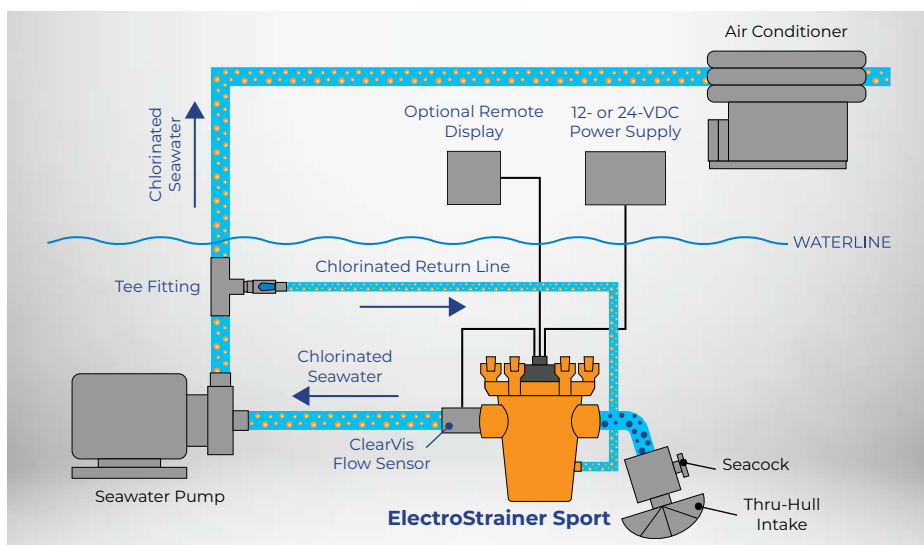 Air Conditioner
Optional Remote
Display
12- or 24-VDC
Power Supply
Chlorinated
Seawater
WATERLINE
Tee Fitting
Chlorinated Return Line
Chlorinated
Seawater
ClearVis
Flow Sensor
Seacock
Seawater Pump
Thru-Hull
Intake
ElectroStrainer Sport